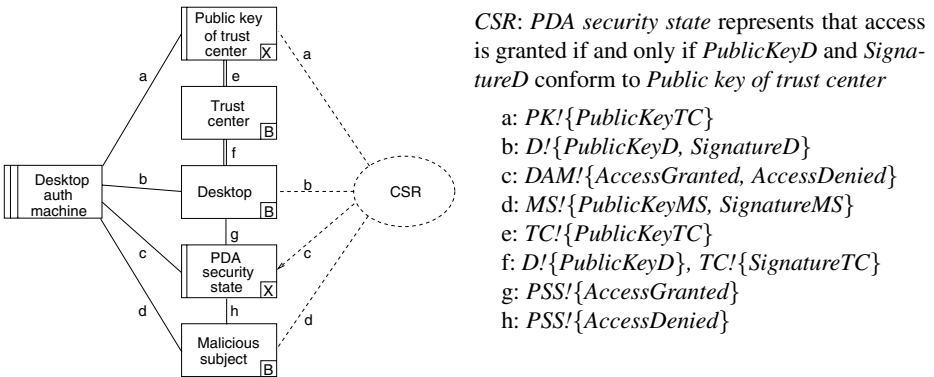 Public key
of trust
center
X
a
a
e
Trust
center
B
f
Desktop
auth
machine
b
Desktop
B
b
CSR
g
c
PDA
security
state
X
c
h
d
Malicious
subject
B
d
CSR: PDA security state represents that access
is granted if and only if PublicKeyD and Signa-
tureD conform to Public key of trust center
a: PK!{PublicKeyTC}
b: D!{PublicKeyD, SignatureD}
c: DAM!{AccessGranted, AccessDenied}
d: MS!{PublicKeyMS, SignatureMS}
e: TC!{PublicKeyTC}
f: D!{PublicKeyD}, TC!{SignatureTC}
g: PSS!{AccessGranted}
h: PSS!{AccessDenied}